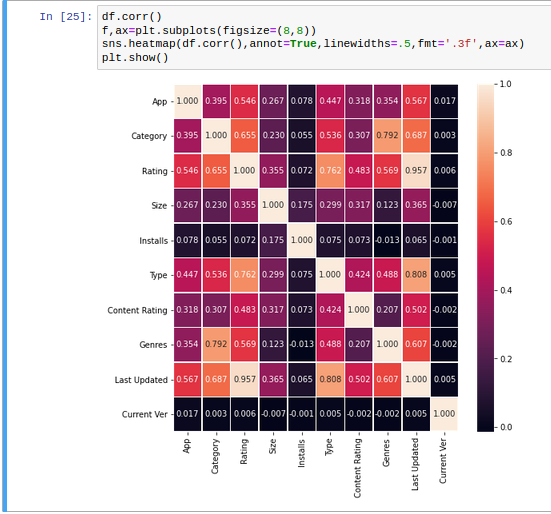 In [25]: df.corr()
f,ax=plt.subplots(figsize=(8,8))
sns.heatmap(df.corr(),annot=True,linewidths=.5,fmt='.3f',ax=ax)
plt.show()
App 1.000 0.395 0.546 0.267 0.078 0.447 0.318 0.354 0.567 0.017
Category 0.395 1.000 0.655 0.230 0.055 0.536 0.307 0.792 0.687 0.003
Rating 0.546 0.655 1.000 0.355 0.072 0.762 0.483 0.569 0.957 0.006
Size 0.267 0.230 0.355 1.000 0.175 0.299 0.317 0.123 0.365 -0.007
Installs 0.078 0.055 0.072 0.175 1.000 0.075 0.073 -0.013 0.065 -0.001
Type 0.447 0.536 0.762 0.299 0.075 1.000 0.424 0.488 0.808 0.005
Content Rating 0.318 0.307 0.483 0.317 0.073 0.424 1.000 0.207 0.502 -0.002
Genres 0.354 0.792 0.569 0.123 -0.013 0.488 0.207 1.000 0.607 -0.002
Last Updated 0.567 0.687 0.957 0.365 0.065 0.808 0.502 0.607 1.000 0.005
Current Ver 0.017 0.003 0.006 -0.007 -0.001 0.005 -0.002 -0.002 0.005 1.000
App Category Rating Size Installs Type Content Rating Genres Last Updated Current Ver
1.0
0.8
0.6
0.4
0.2
0.0